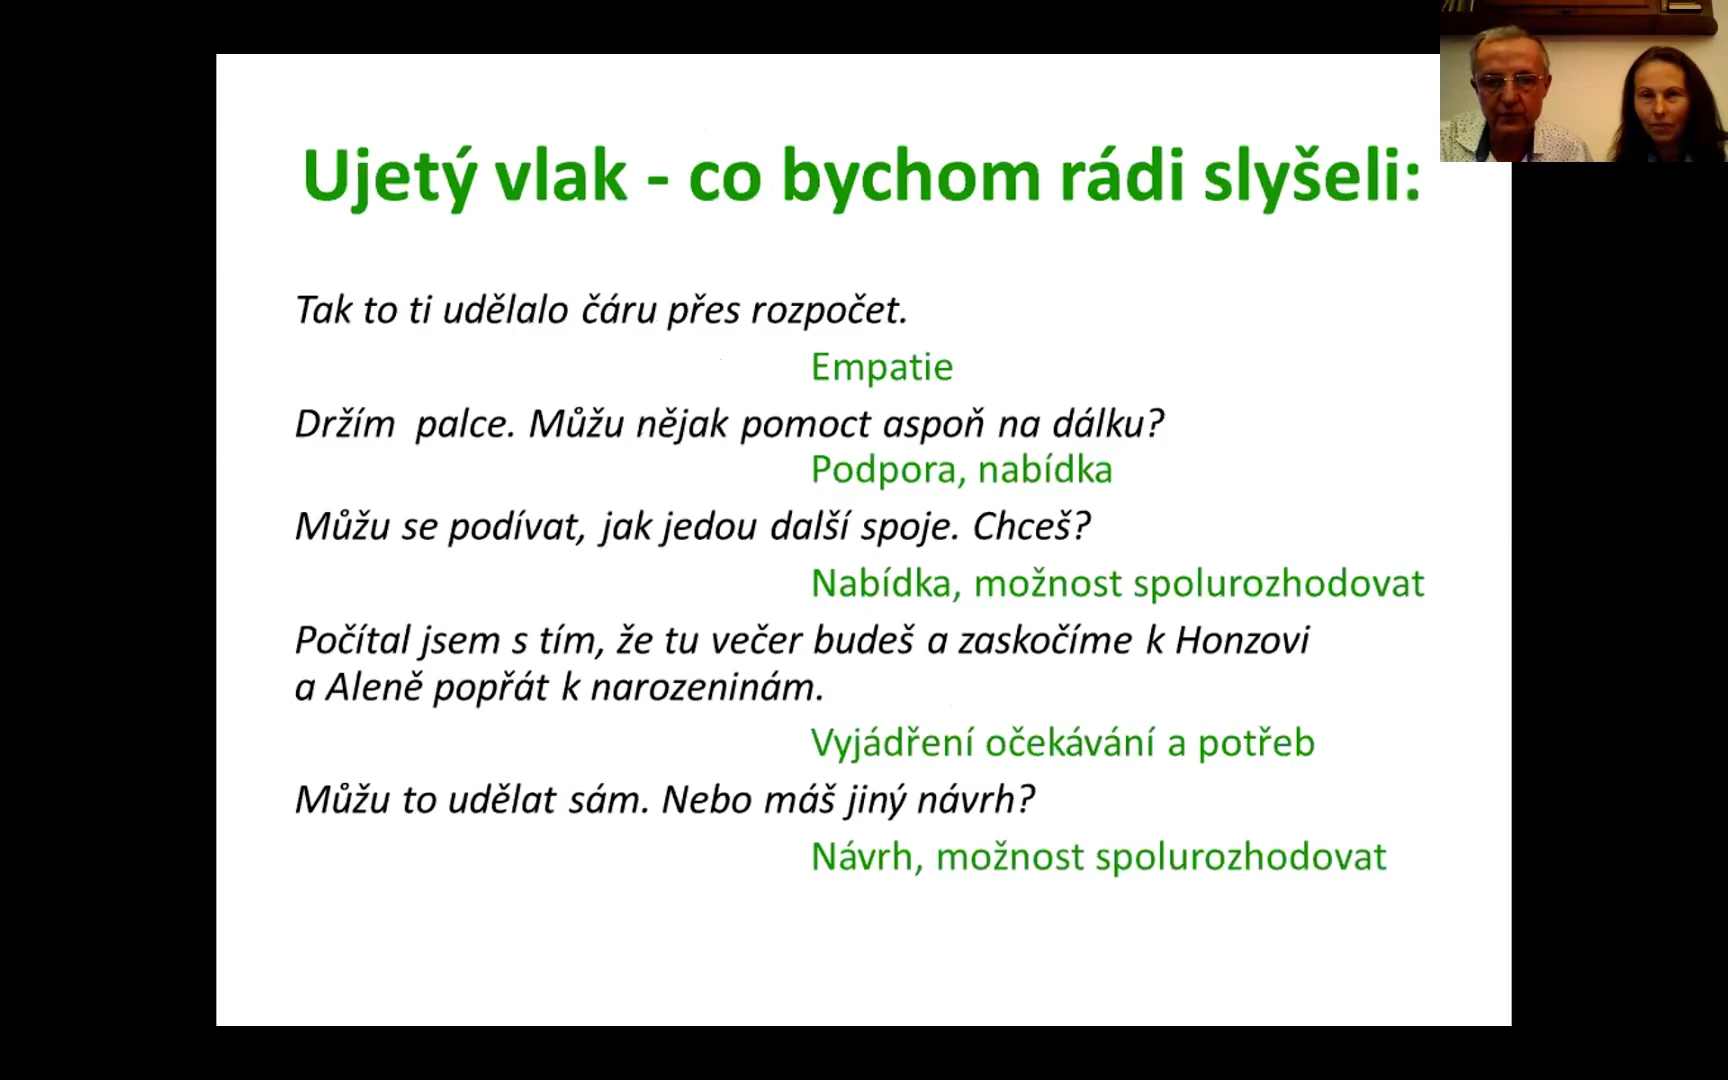 Ujetý vlak - co bychom rádi slyšeli:
Tak to ti udělalo čáru přes rozpočet.
Empatie
Držím palce. Můžu nějak pomoct aspoň na dálku?
Podpora, nabídka
Můžu se podívat, jak jedou další spoje. Chceš?
Nabídka, možnost spolurozhodovat
Počítal jsem s tím, že tu večer budeš a zaskočíme k Honzovi
a Aleně popřát k narozeninám.
Vyjádření očekávání a potřeb
Můžu to udělat sám. Nebo máš jiný návrh?
Návrh, možnost spolurozhodovat